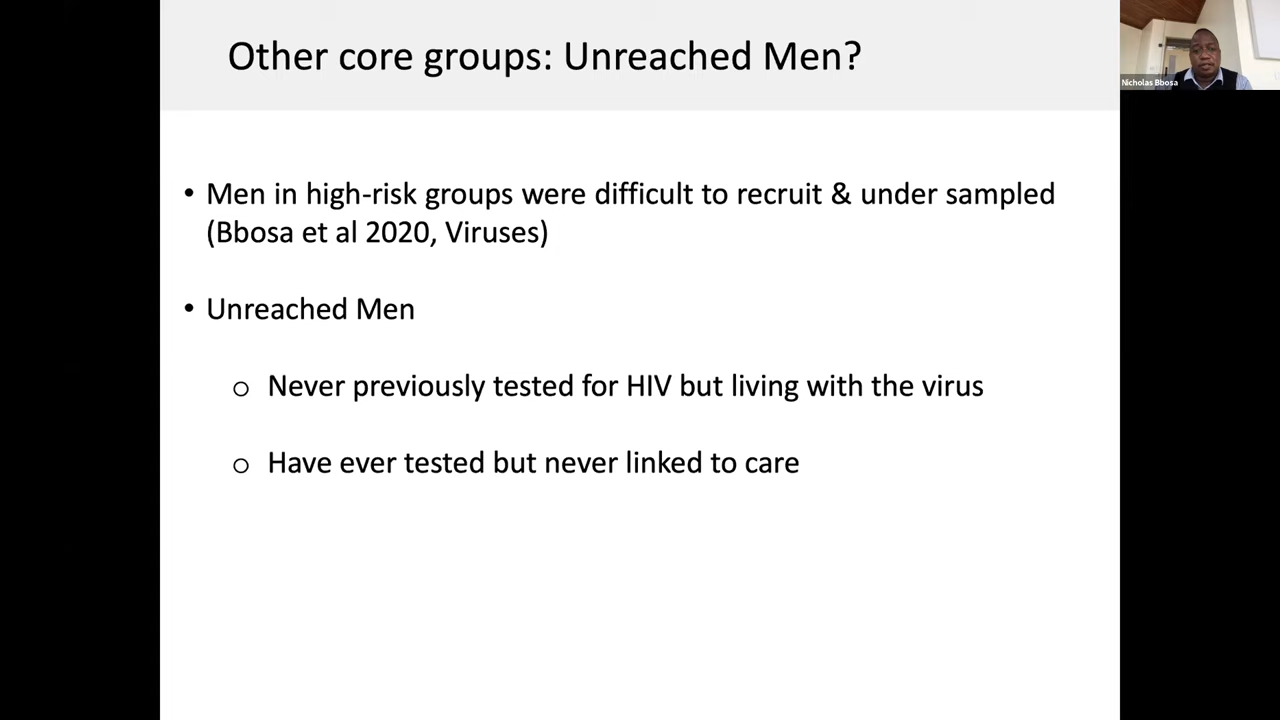 Other core groups: Unreached Men?
Nicholas Bbosa
• Men in high-risk groups were difficult to recruit & under sampled
(Bbosa et al 2020, Viruses)
• Unreached Men
o Never previously tested for HIV but living with the virus
o Have ever tested but never linked to care